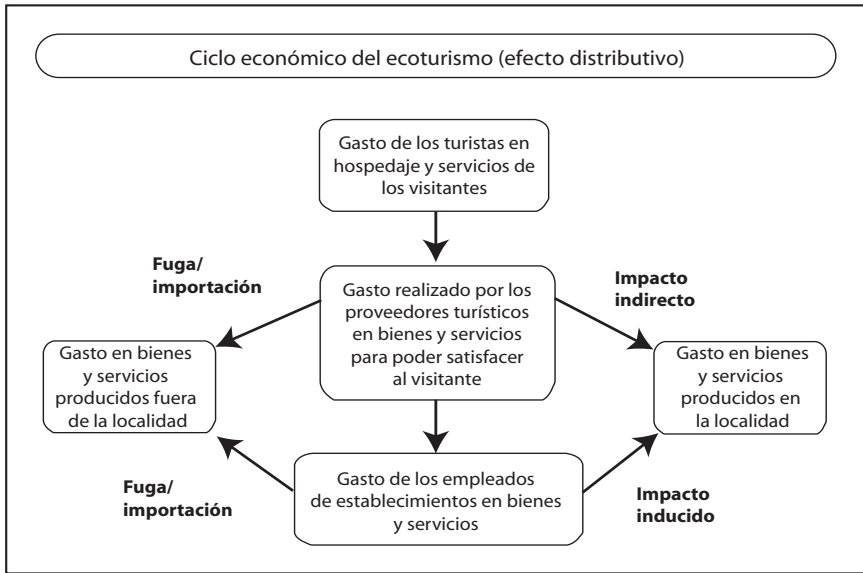 Ciclo económico del ecoturismo (efecto distributivo)
Gasto de los turistas en
hospedaje y servicios de
los visitantes
Fuga/
importación
Gasto realizado por los
proveedores turísticos
en bienes y servicios
para poder satisfacer
al visitante
Impacto
indirecto
Gasto en bienes
y servicios
producidos fuera
de la localidad
Gasto en bienes
y servicios
producidos en
la localidad
Fuga/
importación
Gasto de los empleados
de establecimientos en bienes
y servicios
Impacto
inducido